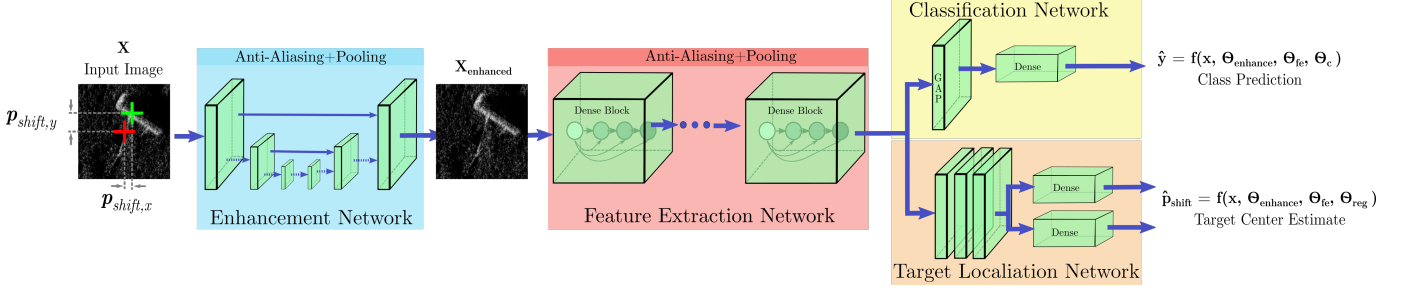 X
Input Image
p_shift,y
p_shift,x
Anti-Aliasing+Pooling
Enhancement Network
X_enhanced
Anti-Aliasing+Pooling
Dense Block
Dense Block
Feature Extraction Network
Classification Network
GAP
Dense
ŷ = f(x, Θ_enhance, Θ_fe, Θ_c )
Class Prediction
Dense
Dense
Target Localiation Network
p̂_shift = f(x, Θ_enhance, Θ_fe, Θ_reg )
Target Center Estimate